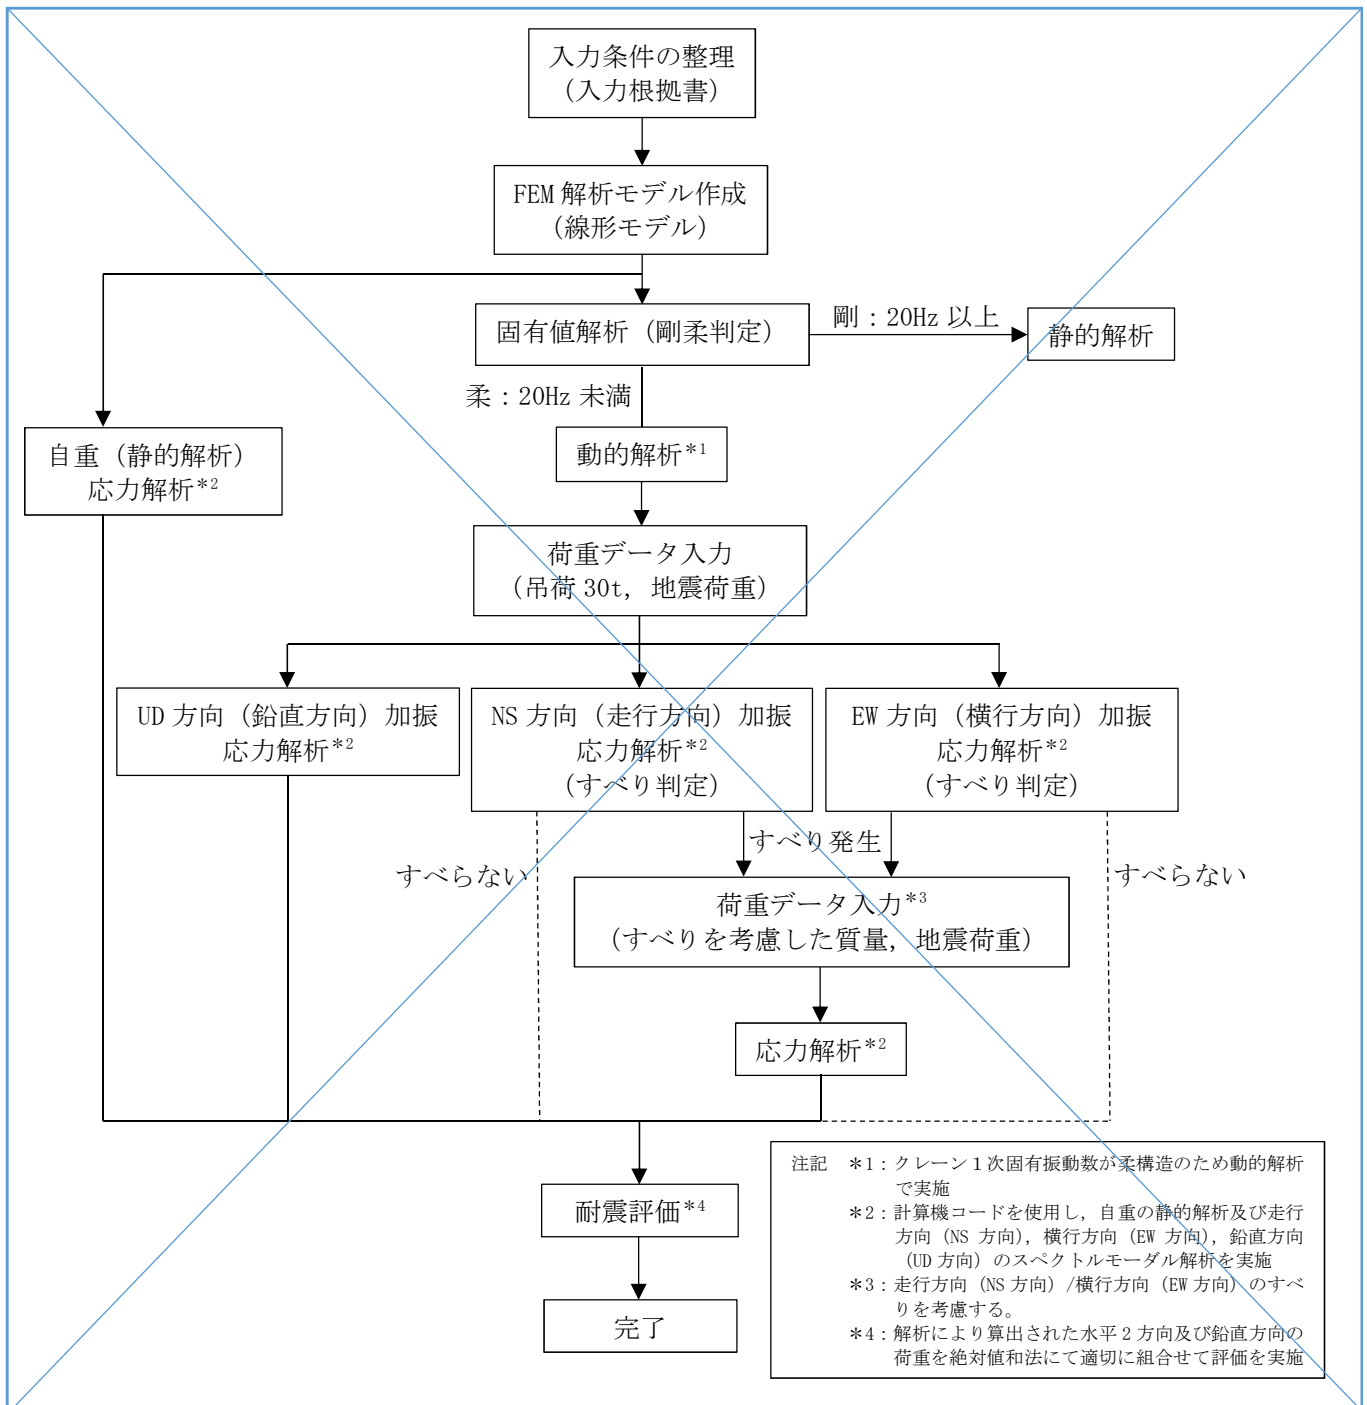 入力条件の整理
（入力根拠書）
FEM 解析モデル作成
（線形モデル）
固有値解析（剛柔判定）
剛：20Hz 以上
静的解析
柔：20Hz 未満
自重（静的解析）
応力解析*2
動的解析*1
荷重データ入力
（吊荷 30t，地震荷重）
UD 方向（鉛直方向）加振
応力解析*2
NS 方向（走行方向）加振
応力解析*2
（すべり判定）
EW 方向（横行方向）加振
応力解析*2
（すべり判定）
すべらない
すべり発生
すべらない
荷重データ入力*3
（すべりを考慮した質量，地震荷重）
応力解析*2
耐震評価*4
完了
注記　*1：クレーン１次固有振動数が柔構造のため動的解析
で実施
*2：計算機コードを使用し，自重の静的解析及び走行
方向（NS 方向），横行方向（EW 方向），鉛直方向
（UD 方向）のスペクトルモーダル解析を実施
*3：走行方向（NS 方向）/横行方向（EW 方向）のすべ
りを考慮する。
*4：解析により算出された水平２方向及び鉛直方向の
荷重を絶対値和法にて適切に組合せて評価を実施